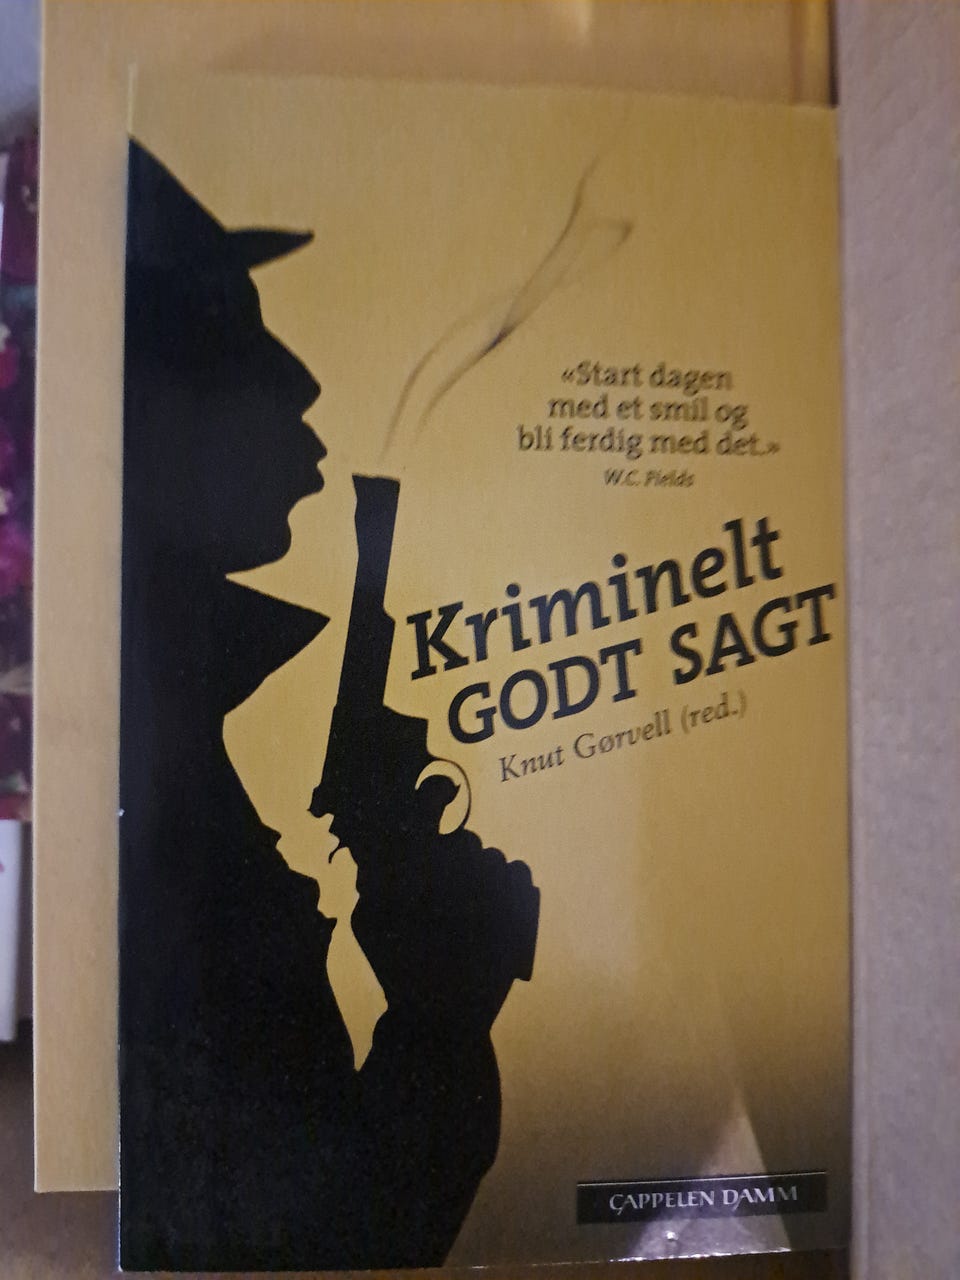 «Start dagen
med et smil og
bli ferdig med det.»
W.C. Fields
Kriminelt
GODT SAGT
Knut Gørvell (red.)
CAPPELEN DAMM